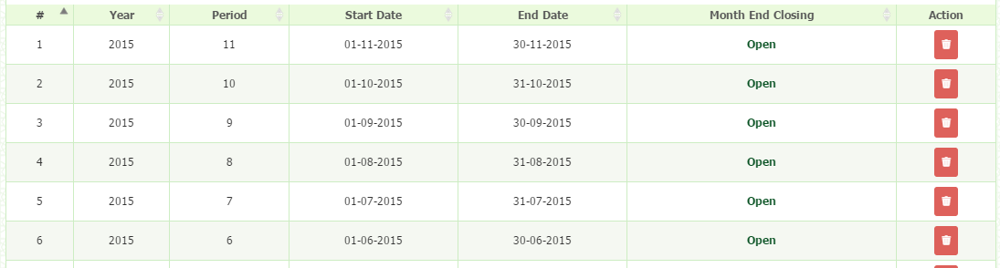 # Year Period Start Date End Date Month End Closing Action
1 2015 11 01-11-2015 30-11-2015 Open
2 2015 10 01-10-2015 31-10-2015 Open
3 2015 9 01-09-2015 30-09-2015 Open
4 2015 8 01-08-2015 31-08-2015 Open
5 2015 7 01-07-2015 31-07-2015 Open
6 2015 6 01-06-2015 30-06-2015 Open